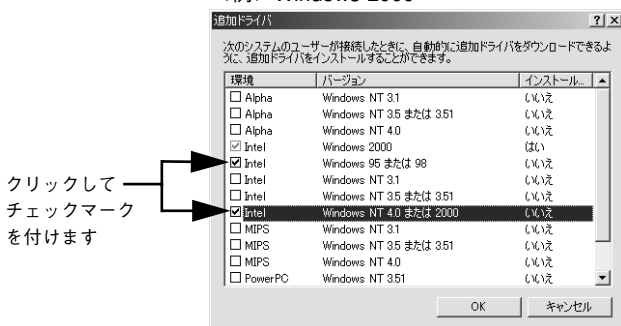 追加ドライバ
次のシステムのユーザーが接続したときに、自動的に追加ドライバをダウンロードできるよ
うに、追加ドライバをインストールすることができます。
環境 バージョン インストール...
Alpha Windows NT 3.1 いいえ
Alpha Windows NT 3.5 または 3.51 いいえ
Alpha Windows NT 4.0 いいえ
Intel Windows 2000 はい
Intel Windows 95 または 98 いいえ
Intel Windows NT 3.1 いいえ
Intel Windows NT 3.5 または 3.51 いいえ
Intel Windows NT 4.0 または 2000 いいえ
MIPS Windows NT 3.1 いいえ
MIPS Windows NT 3.5 または 3.51 いいえ
MIPS Windows NT 4.0 いいえ
PowerPC Windows NT 3.51 いいえ
OK キャンセル
クリックして
チェックマーク
を付けます